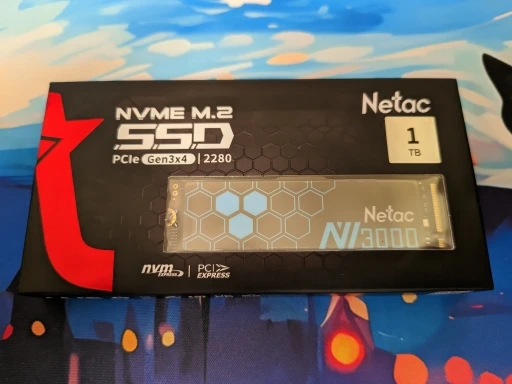 NVME M.2
SSD
PCIe Gen3x4 | 2280
Netac
1
TB
Netac
NV3000
nvm
EXPRESS
PCI
EXPRESS